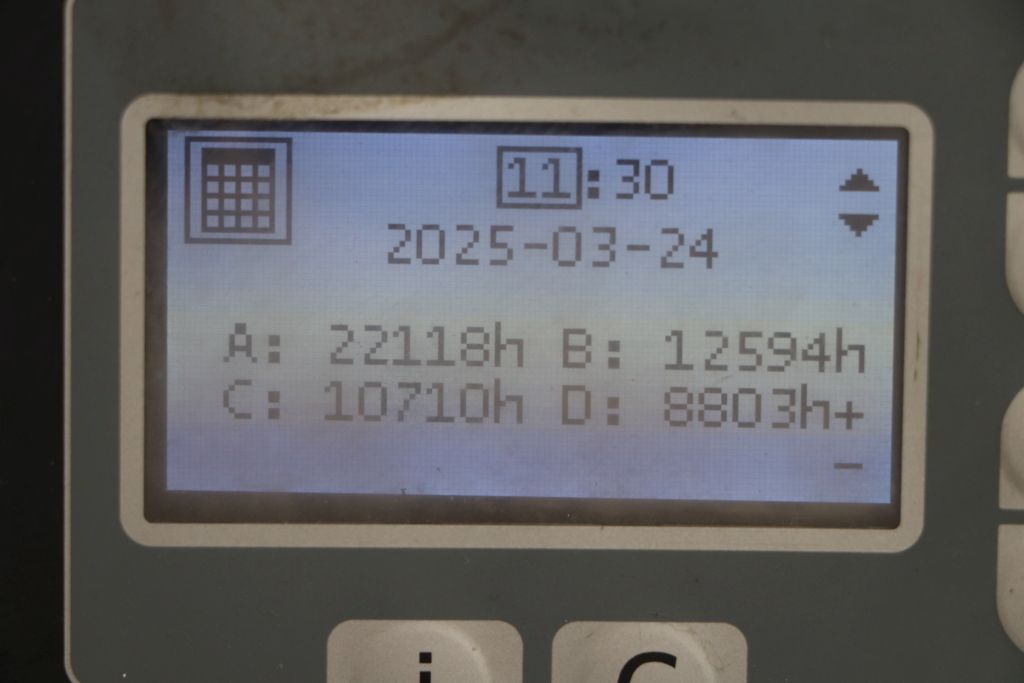 11:30
2025-03-24
A: 22118h B: 12594h
C: 10710h D: 8803h+
-
i C